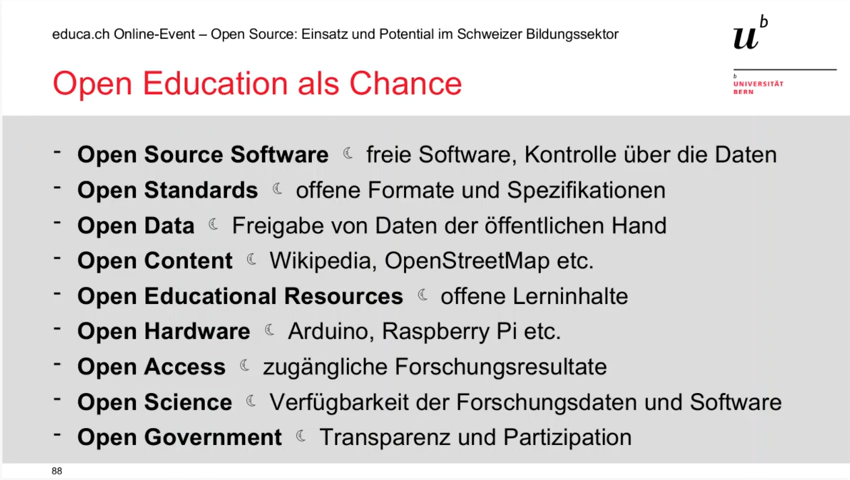 educa.ch Online-Event – Open Source: Einsatz und Potential im Schweizer Bildungssektor
u^b
Open Education als Chance
b
UNIVERSITÄT
BERN
- Open Source Software ☾ freie Software, Kontrolle über die Daten
- Open Standards ☾ offene Formate und Spezifikationen
- Open Data ☾ Freigabe von Daten der öffentlichen Hand
- Open Content ☾ Wikipedia, OpenStreetMap etc.
- Open Educational Resources ☾ offene Lerninhalte
- Open Hardware ☾ Arduino, Raspberry Pi etc.
- Open Access ☾ zugängliche Forschungsresultate
- Open Science ☾ Verfügbarkeit der Forschungsdaten und Software
- Open Government ☾ Transparenz und Partizipation
88